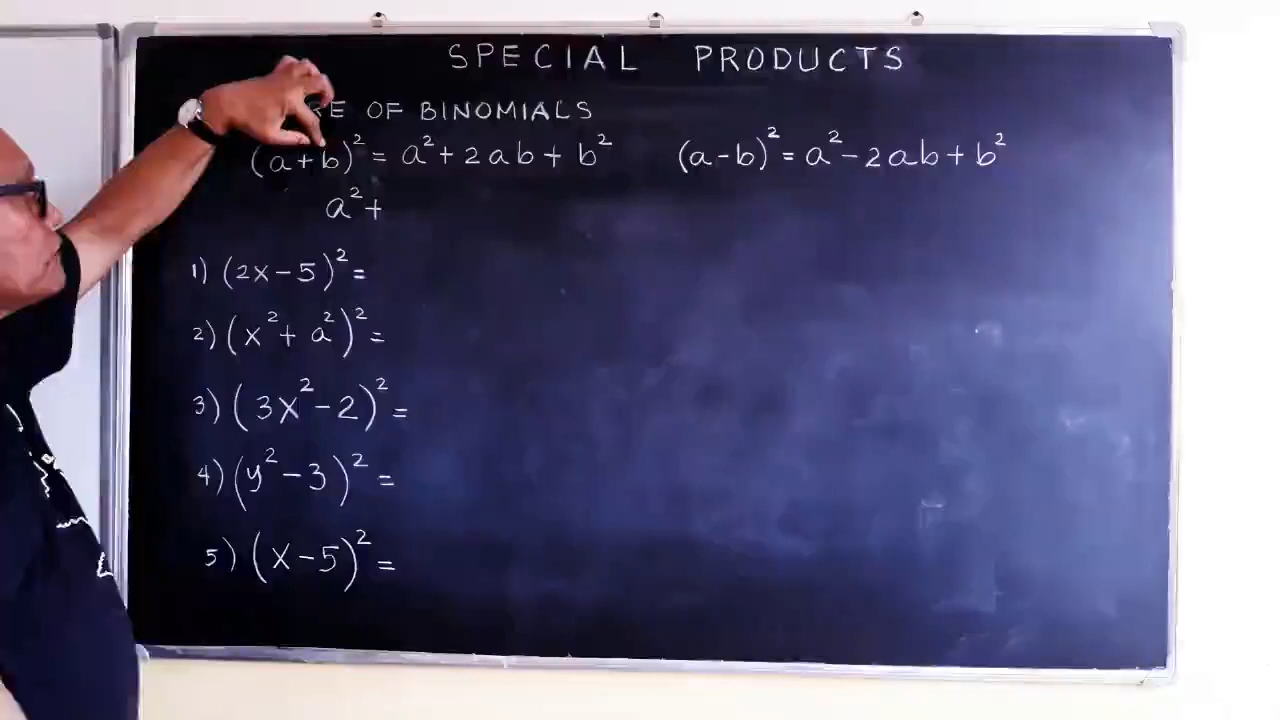 SPECIAL PRODUCTS
OF BINOMIALS
(a+b)² = a² + 2ab + b² (a-b)² = a² - 2ab + b²
a² +
1) (2x - 5)² =
2) (x² + a²)² =
3) (3x² - 2)² =
4) (y² - 3)² =
5) (x - 5)² =